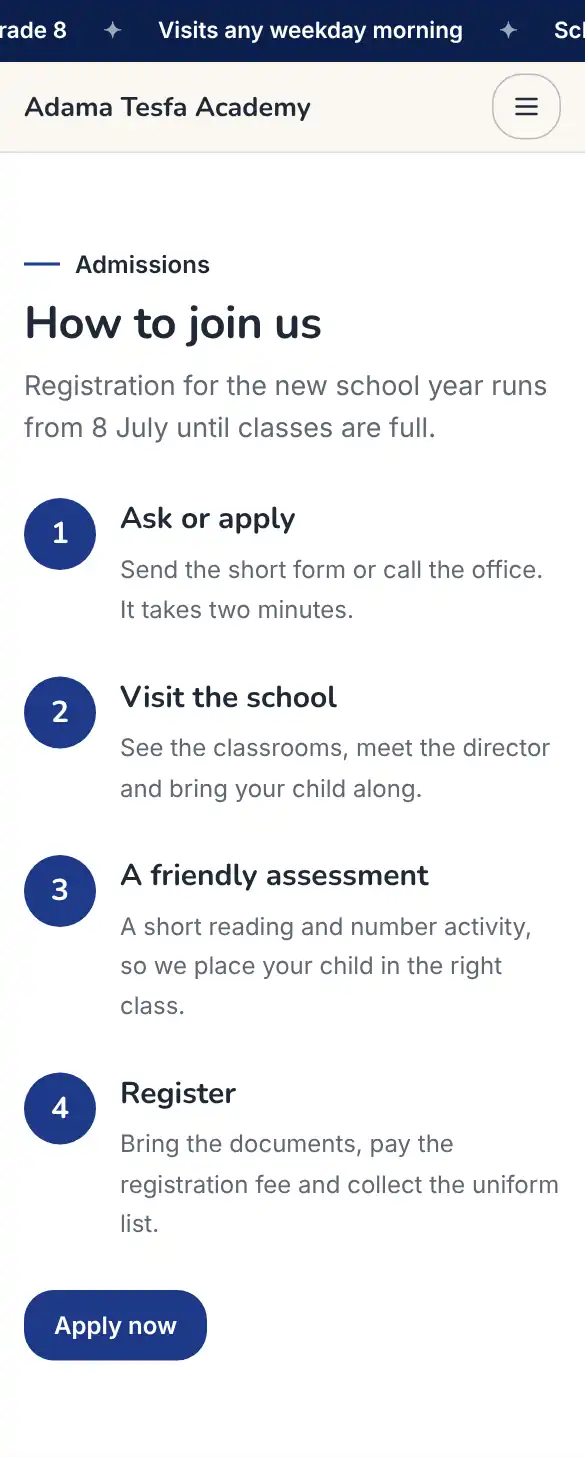 rade 8 ✦ Visits any weekday morning ✦ Sc
Adama Tesfa Academy
Admissions
How to join us
Registration for the new school year runs
from 8 July until classes are full.
1
Ask or apply
Send the short form or call the office.
It takes two minutes.
2
Visit the school
See the classrooms, meet the director
and bring your child along.
3
A friendly assessment
A short reading and number activity,
so we place your child in the right
class.
4
Register
Bring the documents, pay the
registration fee and collect the uniform
list.
Apply now